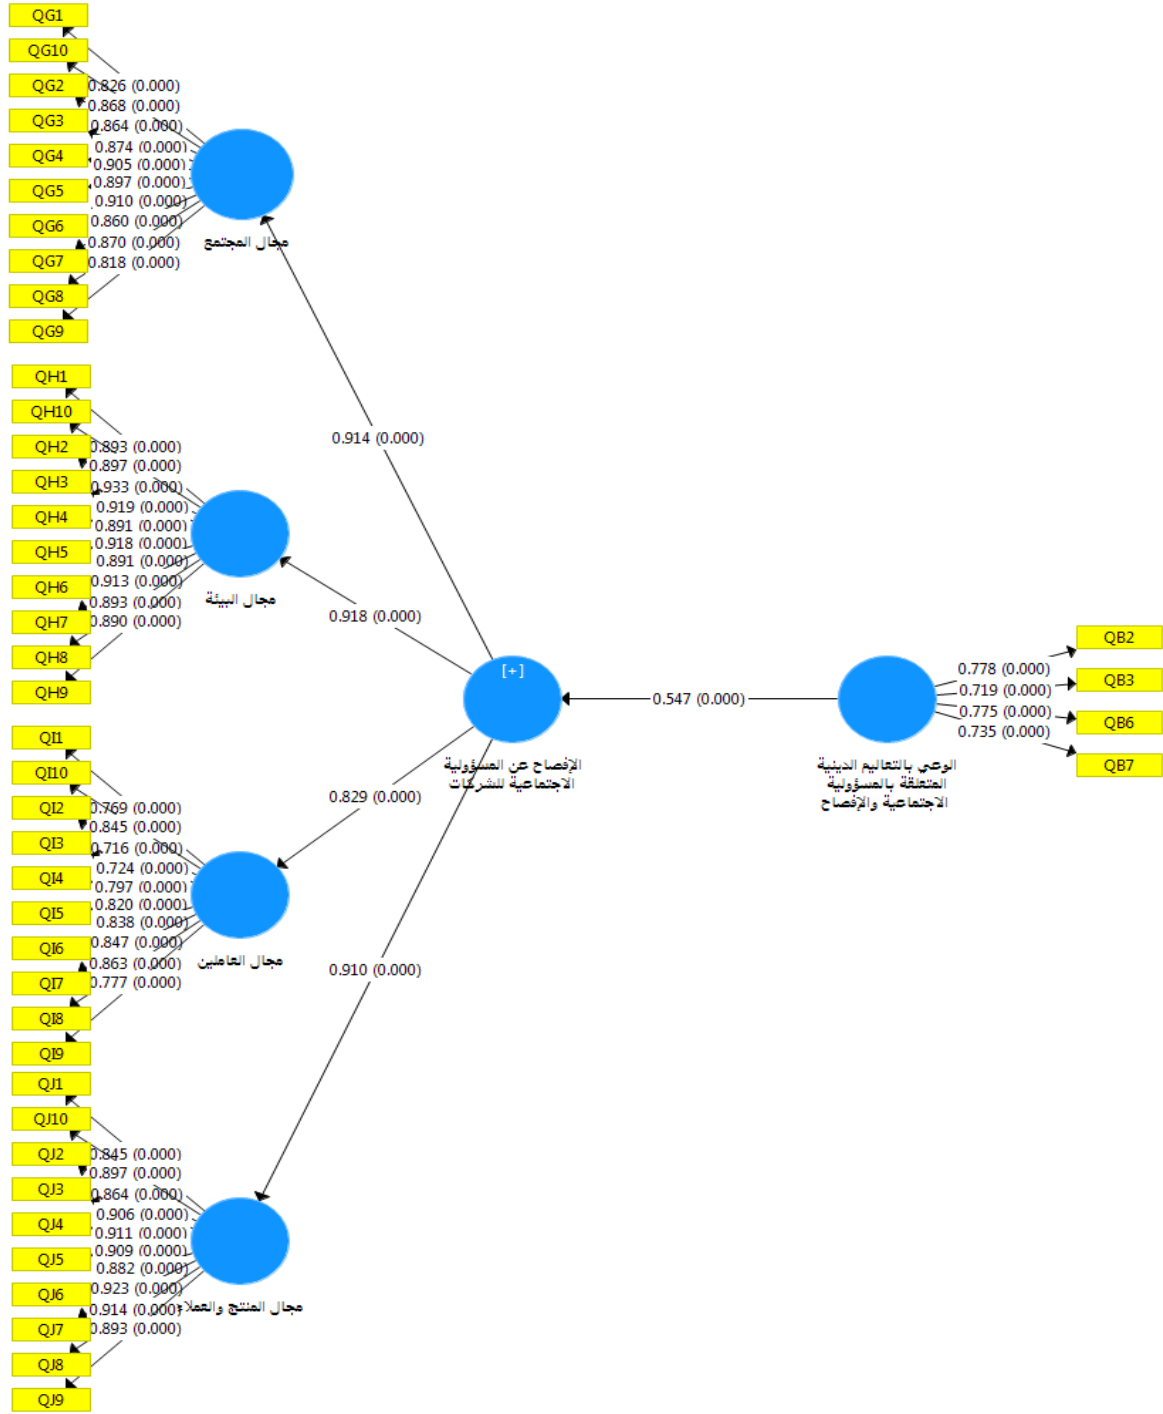 QG1
QG10
QG2
QG3
QG4
QG5
QG6
QG7
QG8
QG9
0.826 (0.000)
0.868 (0.000)
0.864 (0.000)
0.874 (0.000)
0.905 (0.000)
0.897 (0.000)
0.910 (0.000)
0.860 (0.000)
0.870 (0.000)
0.818 (0.000)
مجال المجتمع
QH1
QH10
QH2
QH3
QH4
QH5
QH6
QH7
QH8
QH9
0.893 (0.000)
0.897 (0.000)
0.933 (0.000)
0.919 (0.000)
0.891 (0.000)
0.918 (0.000)
0.891 (0.000)
0.913 (0.000)
0.893 (0.000)
0.890 (0.000)
مجال البيئة
QI1
QI10
QI2
QI3
QI4
QI5
QI6
QI7
QI8
QI9
0.769 (0.000)
0.845 (0.000)
0.716 (0.000)
0.724 (0.000)
0.797 (0.000)
0.820 (0.000)
0.838 (0.000)
0.847 (0.000)
0.863 (0.000)
0.777 (0.000)
مجال العاملين
QJ1
QJ10
QJ2
QJ3
QJ4
QJ5
QJ6
QJ7
QJ8
QJ9
0.845 (0.000)
0.897 (0.000)
0.864 (0.000)
0.906 (0.000)
0.911 (0.000)
0.909 (0.000)
0.882 (0.000)
0.923 (0.000)
0.914 (0.000)
0.893 (0.000)
مجال المنتج والعملاء
0.914 (0.000)
0.918 (0.000)
0.829 (0.000)
0.910 (0.000)
[+]
الإفصاح عن المسؤولية
الاجتماعية للشركات
0.547 (0.000)
الوعي بالتعاليم الدينية
المتعلقة بالمسؤولية
الاجتماعية والإفصاح
0.778 (0.000)
0.719 (0.000)
0.775 (0.000)
0.735 (0.000)
QB2
QB3
QB6
QB7